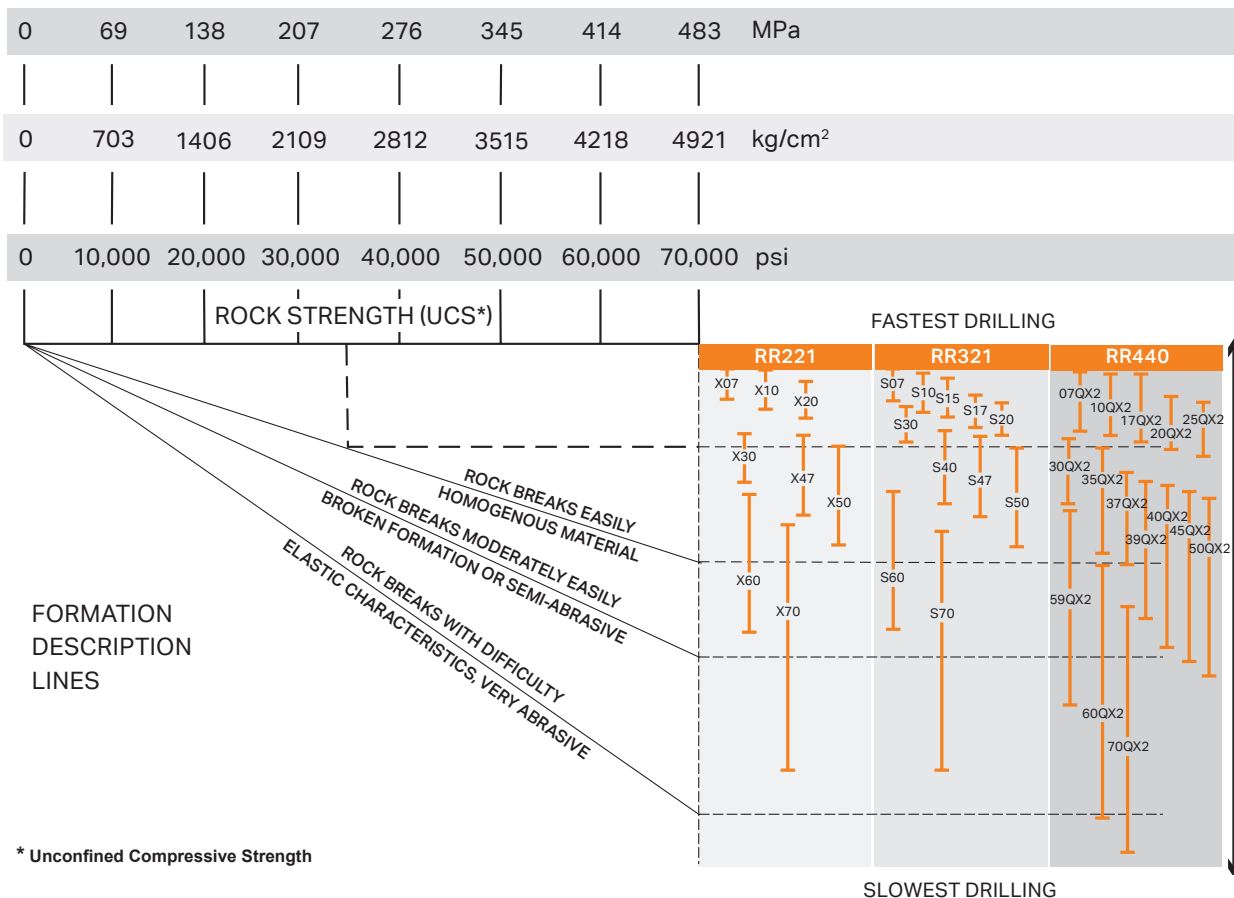 0 69 138 207 276 345 414 483 MPa
0 703 1406 2109 2812 3515 4218 4921 kg/cm²
0 10,000 20,000 30,000 40,000 50,000 60,000 70,000 psi
ROCK STRENGTH (UCS*)
FASTEST DRILLING
RR221 RR321 RR440
X07
X10
X20
X30
X47
X50
X60
X70
S07
S10
S15
S17
S20
S30
S40
S47
S50
S60
S70
07QX2
10QX2
17QX2
20QX2
25QX2
30QX2
35QX2
37QX2
39QX2
40QX2
45QX2
50QX2
59QX2
60QX2
70QX2
ROCK BREAKS EASILY
HOMOGENOUS MATERIAL
ROCK BREAKS MODERATELY EASILY
BROKEN FORMATION OR SEMI-ABRASIVE
ROCK BREAKS WITH DIFFICULTY
ELASTIC CHARACTERISTICS, VERY ABRASIVE
FORMATION
DESCRIPTION
LINES
* Unconfined Compressive Strength
SLOWEST DRILLING